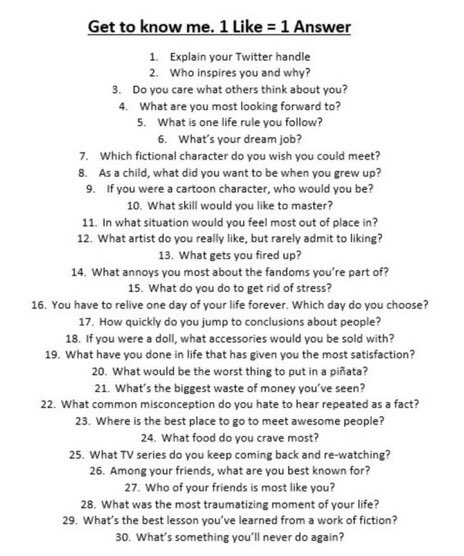 Get to know me. 1 Like = 1 Answer
1. Explain your Twitter handle
2. Who inspires you and why?
3. Do you care what others think about you?
4. What are you most looking forward to?
5. What is one life rule you follow?
6. What's your dream job?
7. Which fictional character do you wish you could meet?
8. As a child, what did you want to be when you grew up?
9. If you were a cartoon character, who would you be?
10. What skill would you like to master?
11. In what situation would you feel most out of place in?
12. What artist do you really like, but rarely admit to liking?
13. What gets you fired up?
14. What annoys you most about the fandoms you're part of?
15. What do you do to get rid of stress?
16. You have to relive one day of your life forever. Which day do you choose?
17. How quickly do you jump to conclusions about people?
18. If you were a doll, what accessories would you be sold with?
19. What have you done in life that has given you the most satisfaction?
20. What would be the worst thing to put in a piñata?
21. What's the biggest waste of money you've seen?
22. What common misconception do you hate to hear repeated as a fact?
23. Where is the best place to go to meet awesome people?
24. What food do you crave most?
25. What TV series do you keep coming back and re-watching?
26. Among your friends, what are you best known for?
27. Who of your friends is most like you?
28. What was the most traumatizing moment of your life?
29. What's the best lesson you've learned from a work of fiction?
30. What's something you'll never do again?